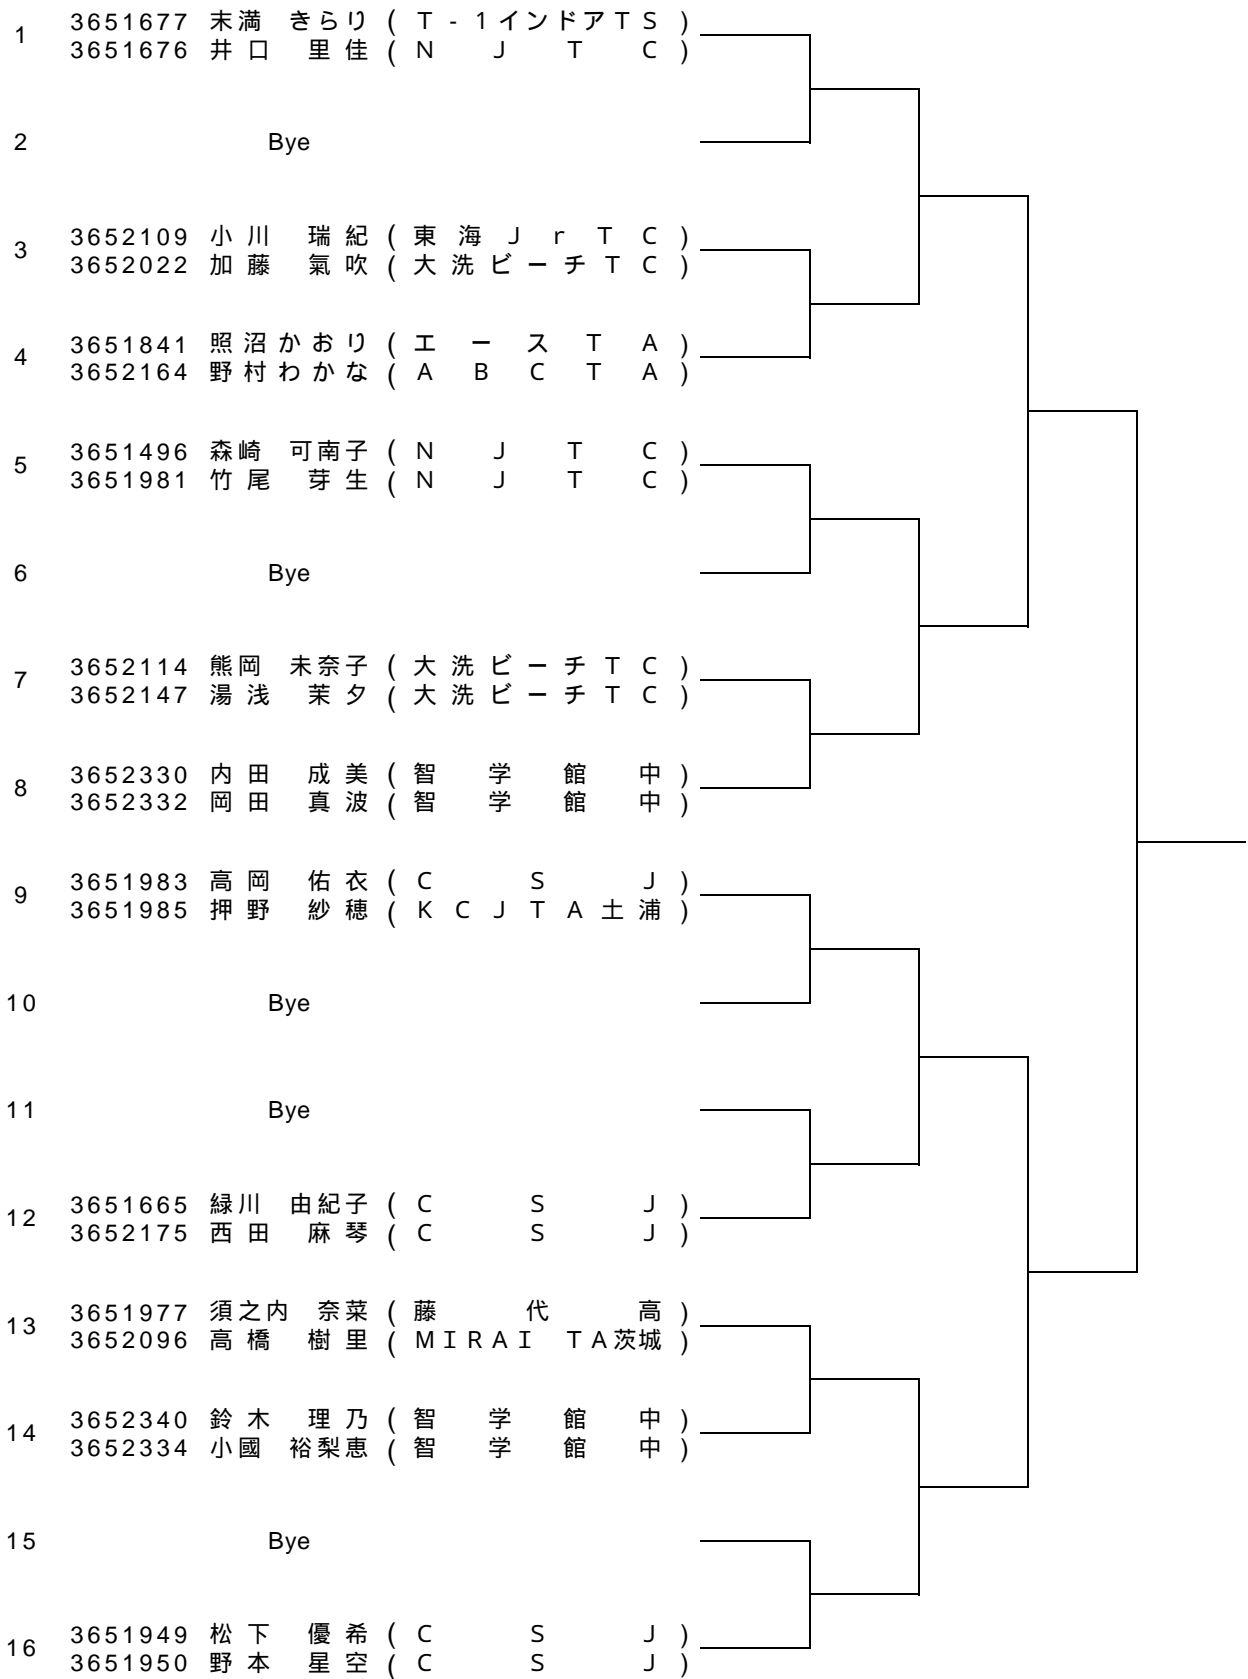 1 3651677 末満 きらり (T-1インドアTS)
3651676 井口 里佳 (NJTC)
2 Bye
3 3652109 小川 瑞紀 (東海JrTC)
3652022 加藤 氣吹 (大洗ビーチTC)
4 3651841 照沼かおり (エースTA)
3652164 野村わかな (ABCTA)
5 3651496 森崎 可南子 (NJTC)
3651981 竹尾 芽生 (NJTC)
6 Bye
7 3652114 熊岡 未奈子 (大洗ビーチTC)
3652147 湯浅 茉夕 (大洗ビーチTC)
8 3652330 内田 成美 (智学館中)
3652332 岡田 真波 (智学館中)
9 3651983 高岡 佑衣 (CSJ)
3651985 押野 紗穂 (KCJTA土浦)
10 Bye
11 Bye
12 3651665 緑川 由紀子 (CSJ)
3652175 西田 麻琴 (CSJ)
13 3651977 須之内 奈菜 (藤代高)
3652096 高橋 樹里 (MIRAI TA茨城)
14 3652340 鈴木 理乃 (智学館中)
3652334 小國 裕梨恵 (智学館中)
15 Bye
16 3651949 松下 優希 (CSJ)
3651950 野本 星空 (CSJ)